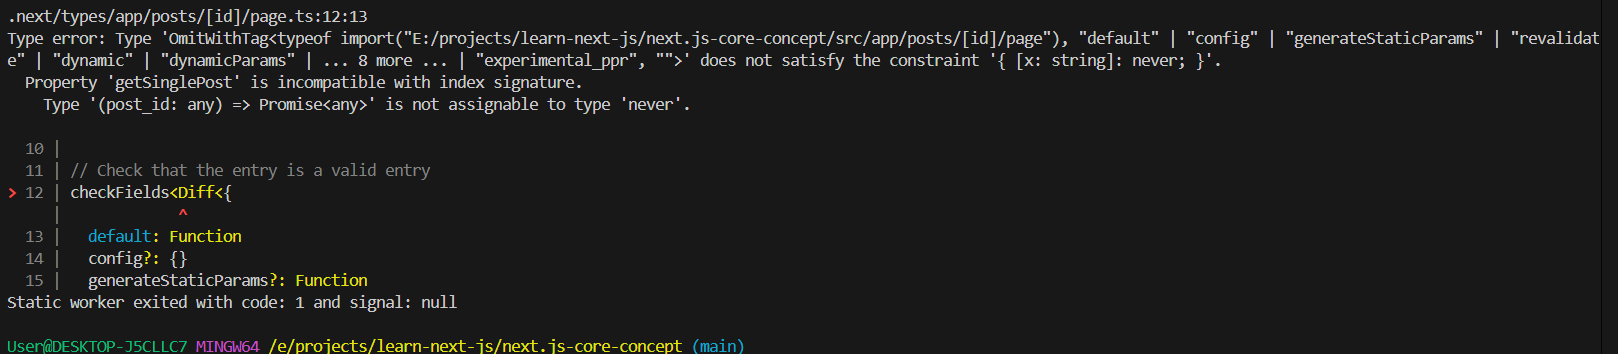 .next/types/app/posts/[id]/page.ts:12:13
Type error: Type 'OmitWithTag<typeof import("E:/projects/learn-next-js/next.js-core-concept/src/app/posts/[id]/page"), "default" | "config" | "generateStaticParams" | "revalidat
e" | "dynamic" | "dynamicParams" | ... 8 more ... | "experimental_ppr", "">' does not satisfy the constraint '{ [x: string]: never; }'.
  Property 'getSinglePost' is incompatible with index signature.
    Type '(post_id: any) => Promise<any>' is not assignable to type 'never'.
  10 |
  11 | // Check that the entry is a valid entry
> 12 | checkFields<Diff<{
     |             ^
  13 |   default: Function
  14 |   config?: {}
  15 |   generateStaticParams?: Function
Static worker exited with code: 1 and signal: null
User@DESKTOP-J5CLLC7 MINGW64 /e/projects/learn-next-js/next.js-core-concept (main)